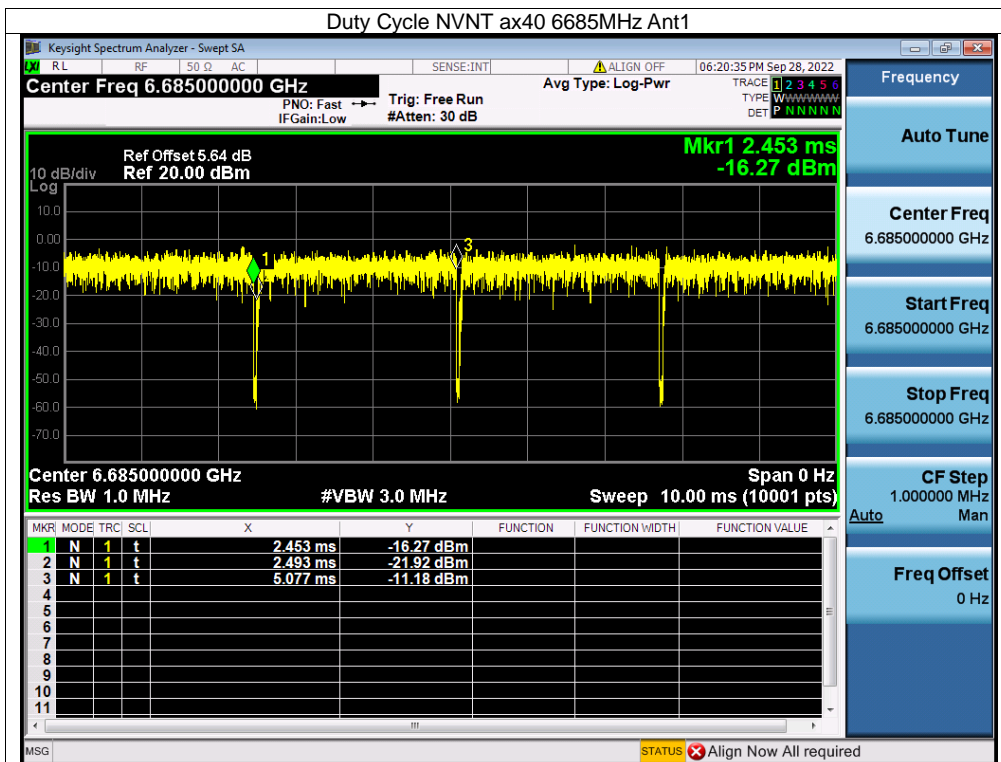 Duty Cycle NVNT ax40 6685MHz Ant1
Keysight Spectrum Analyzer - Swept SA
LXI RL RF 50 Ω AC SENSE:INT ALIGN OFF 06:20:35 PM Sep 28, 2022
Center Freq 6.685000000 GHz
PNO: Fast
IFGain:Low
Trig: Free Run
#Atten: 30 dB
Avg Type: Log-Pwr
TRACE 1 2 3 4 5 6
TYPE WWWWWWW
DET P N N N N N
Frequency
Mkr1 2.453 ms
-16.27 dBm
Ref Offset 5.64 dB
10 dB/div Ref 20.00 dBm
Log
10.0
0.00
-10.0
-20.0
-30.0
-40.0
-50.0
-60.0
-70.0
1
3
Center 6.685000000 GHz Span 0 Hz
Res BW 1.0 MHz #VBW 3.0 MHz Sweep 10.00 ms (10001 pts)
MKR MODE TRC SCL X Y FUNCTION FUNCTION WIDTH FUNCTION VALUE
1 N 1 t 2.453 ms -16.27 dBm
2 N 1 t 2.493 ms -21.92 dBm
3 N 1 t 5.077 ms -11.18 dBm
4
5
6
7
8
9
10
11
Auto Tune
Center Freq
6.685000000 GHz
Start Freq
6.685000000 GHz
Stop Freq
6.685000000 GHz
CF Step
1.000000 MHz
Auto Man
Freq Offset
0 Hz
MSG STATUS Align Now All required